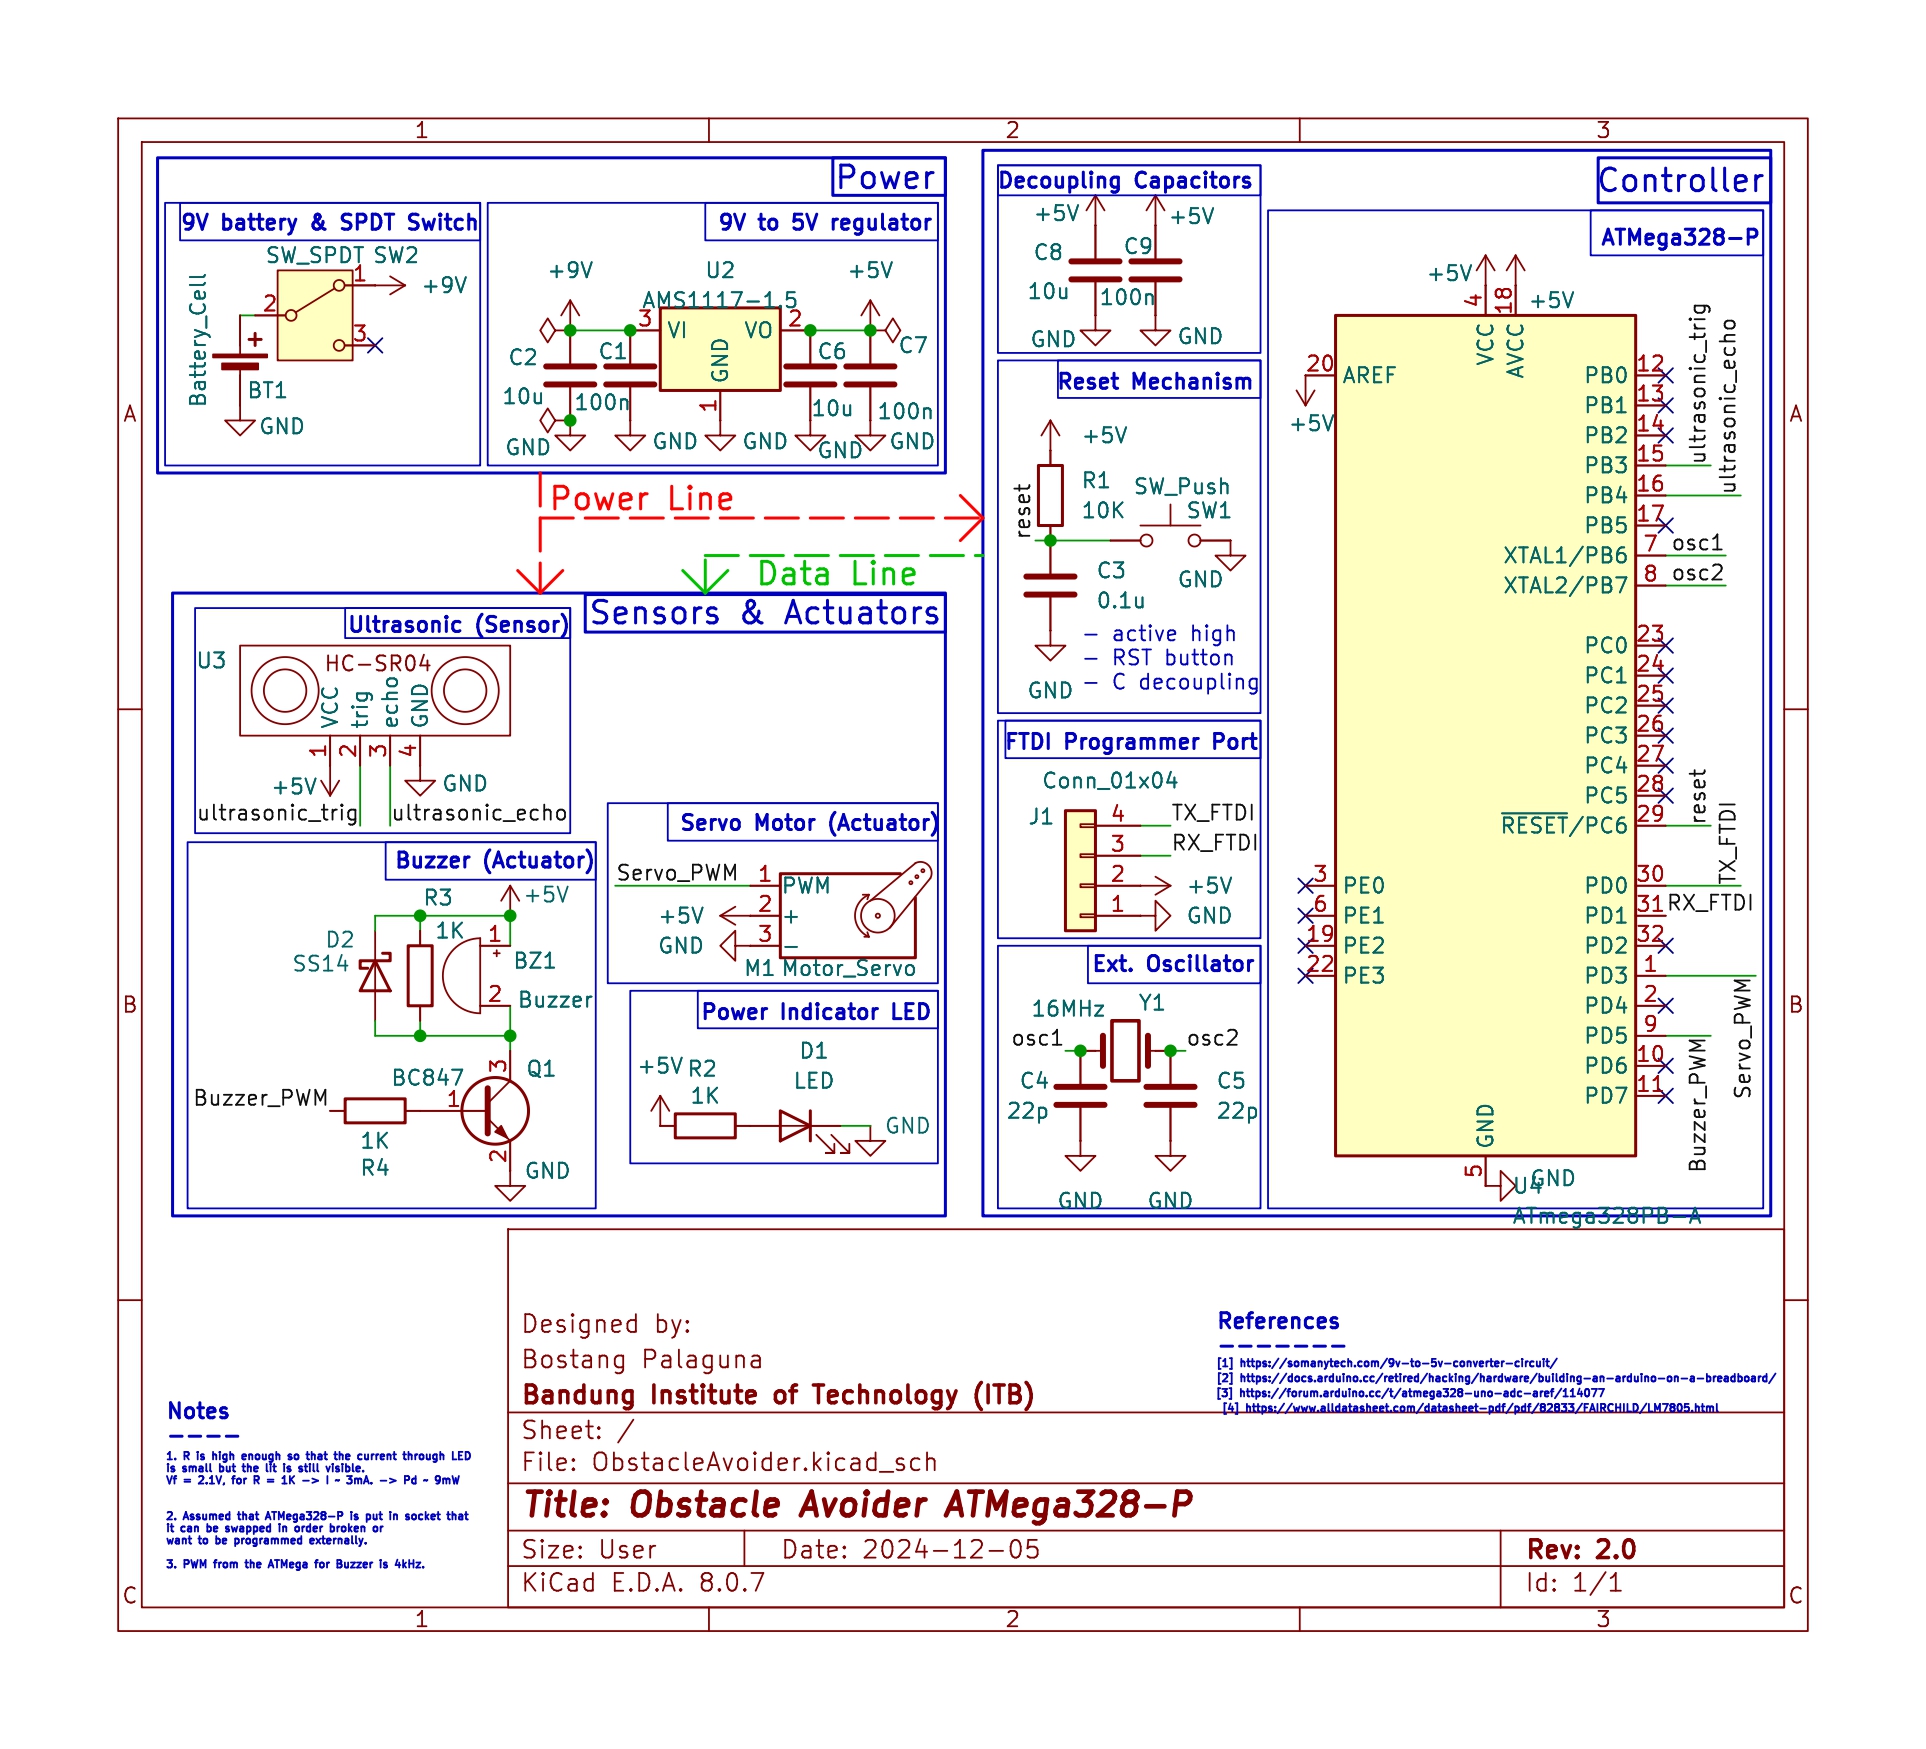 1
2
3
A
B
C
A
B
C
1
2
3
Power
9V battery & SPDT Switch
SW_SPDT SW2
1
+9V
2
3
Battery_Cell
+
BT1
GND
9V to 5V regulator
+9V
U2
+5V
AMS1117-1.5
3
VI
VO
2
GND
1
C2
C1
C6
C7
10u
100n
10u
100n
GND
GND
GND
GND
GND
Power Line
Data Line
Sensors & Actuators
Ultrasonic (Sensor)
U3
HC-SR04
VCC
trig
echo
GND
1
2
3
4
+5V
GND
ultrasonic_trig
ultrasonic_echo
Buzzer (Actuator)
R3
+5V
1K
1
+
D2
SS14
BZ1
2
Buzzer
3
BC847
Q1
Buzzer_PWM
1
1K
R4
2
GND
Servo Motor (Actuator)
Servo_PWM
1
PWM
+5V
2
+
GND
3
-
M1 Motor_Servo
Power Indicator LED
+5V
R2
1K
D1
LED
GND
Controller
Decoupling Capacitors
+5V
+5V
C8
C9
10u
100n
GND
GND
Reset Mechanism
+5V
R1
10K
reset
SW_Push
SW1
GND
C3
0.1u
- active high
- RST button
- C decoupling
GND
FTDI Programmer Port
Conn_01x04
J1
4
TX_FTDI
3
RX_FTDI
2
+5V
1
GND
Ext. Oscillator
16MHz
Y1
osc1
osc2
C4
22p
C5
22p
GND
GND
ATMega328-P
+5V
+5V
4
18
VCC
AVCC
20
AREF
+5V
PB0
12
PB1
13
PB2
14
PB3
15
ultrasonic_trig
PB4
16
ultrasonic_echo
PB5
17
XTAL1/PB6
7
osc1
XTAL2/PB7
8
osc2
PC0
23
PC1
24
PC2
25
PC3
26
PC4
27
PC5
28
RESET/PC6
29
reset
3
PE0
PD0
30
TX_FTDI
6
PE1
PD1
31
RX_FTDI
19
PE2
PD2
32
22
PE3
PD3
1
Servo_PWM
PD4
2
PD5
9
Buzzer_PWM
PD6
10
PD7
11
GND
5
GND
U4
ATmega328PB-A
Notes
----
1. R is high enough so that the current through LED
is small but the lit is still visible.
Vf = 2.1V, for R = 1K -> I ~ 3mA. -> Pd ~ 9mW
2. Assumed that ATMega328-P is put in socket that
it can be swapped in order broken or
want to be programmed externally.
3. PWM from the ATMega for Buzzer is 4kHz.
Designed by:
Bostang Palaguna
Bandung Institute of Technology (ITB)
References
-------
[1] https://somanytech.com/9v-to-5v-converter-circuit/
[2] https://docs.arduino.cc/retired/hacking/hardware/building-an-arduino-on-a-breadboard/
[3] https://forum.arduino.cc/t/atmega328-uno-adc-aref/114077
[4] https://www.alldatasheet.com/datasheet-pdf/pdf/82833/FAIRCHILD/LM7805.html
Sheet: /
File: ObstacleAvoider.kicad_sch
Title: Obstacle Avoider ATMega328-P
Size: User
Date: 2024-12-05
Rev: 2.0
KiCad E.D.A. 8.0.7
Id: 1/1